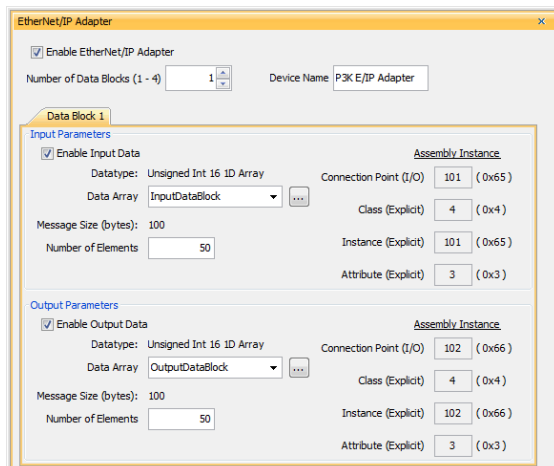 EtherNet/IP Adapter
Enable EtherNet/IP Adapter
Number of Data Blocks (1 - 4) 1 Device Name P3K E/IP Adapter
Data Block 1
Input Parameters
Enable Input Data Assembly Instance
Datatype: Unsigned Int 16 1D Array Connection Point (I/O) 101 ( 0x65 )
Data Array InputDataBlock ... Class (Explicit) 4 ( 0x4 )
Message Size (bytes): 100
Number of Elements 50 Instance (Explicit) 101 ( 0x65 )
Attribute (Explicit) 3 ( 0x3 )
Output Parameters
Enable Output Data Assembly Instance
Datatype: Unsigned Int 16 1D Array Connection Point (I/O) 102 ( 0x66 )
Data Array OutputDataBlock ... Class (Explicit) 4 ( 0x4 )
Message Size (bytes): 100
Number of Elements 50 Instance (Explicit) 102 ( 0x66 )
Attribute (Explicit) 3 ( 0x3 )